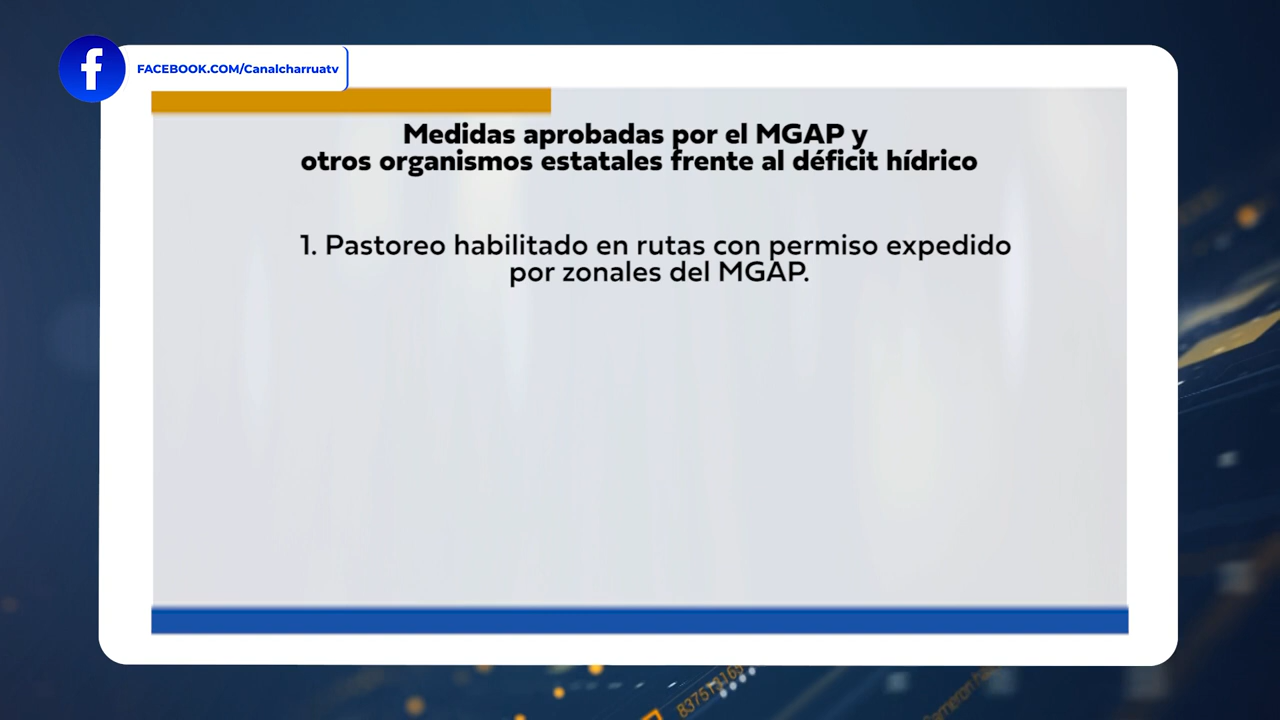 FACEBOOK.COM/Canalcharruatv
Medidas aprobadas por el MGAP y
otros organismos estatales frente al déficit hídrico
1. Pastoreo habilitado en rutas con permiso expedido
por zonales del MGAP.